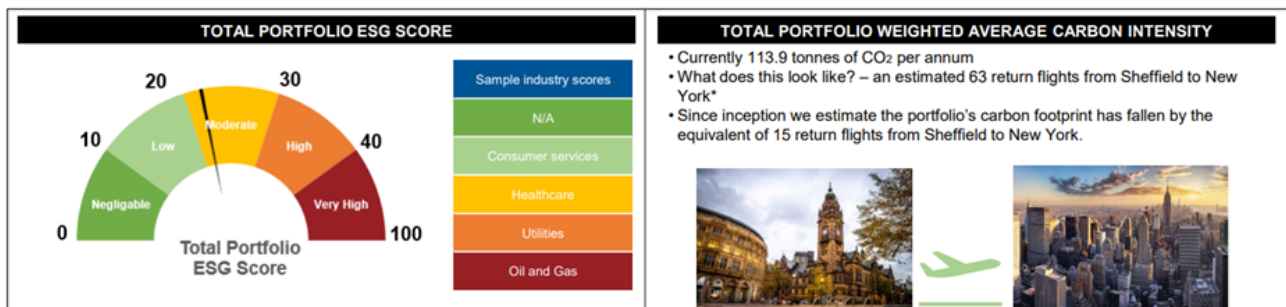 TOTAL PORTFOLIO ESG SCORE
0
10
20
30
40
100
Negligable
Low
Moderate
High
Very High
Total Portfolio
ESG Score
Sample industry scores
N/A
Consumer services
Healthcare
Utilities
Oil and Gas
TOTAL PORTFOLIO WEIGHTED AVERAGE CARBON INTENSITY
• Currently 113.9 tonnes of CO2 per annum
• What does this look like? – an estimated 63 return flights from Sheffield to New
York*
• Since inception we estimate the portfolio's carbon footprint has fallen by the
equivalent of 15 return flights from Sheffield to New York.